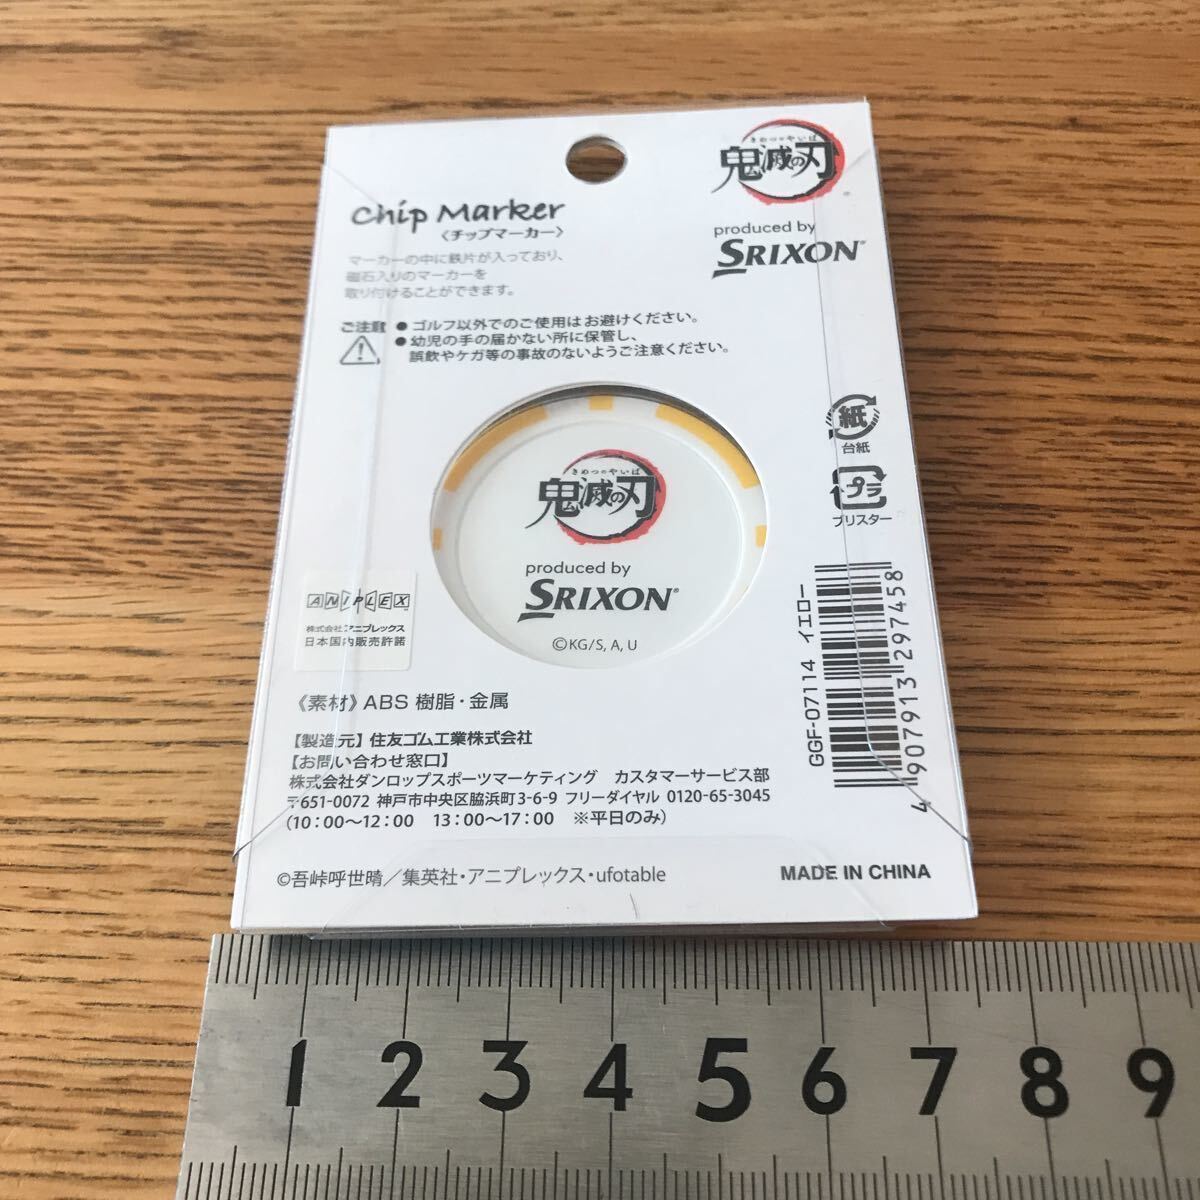 きめつのやいば
鬼滅の刃
produced by
SRIXON
Chip Marker
〈チップマーカー〉
マーカーの中に鉄片が入っており、
磁石入りのマーカーを
取り付けることができます。
ご注意
●ゴルフ以外でのご使用はお避けください。
●幼児の手の届かない所に保管し、
誤飲やケガ等の事故のないようご注意ください。
紙
台紙
プラ
ブリスター
きめつのやいば
鬼滅の刃
produced by
SRIXON
©KG/S, A, U
ANIPLEX
株式会社アニプレックス
日本国内販売許諾
GGF-07114 イエロー
4 907913 297458
《素材》ABS 樹脂・金属
【製造元】住友ゴム工業株式会社
【お問い合わせ窓口】
株式会社ダンロップスポーツマーケティング カスタマーサービス部
〒651-0072 神戸市中央区脇浜町3-6-9 フリーダイヤル 0120-65-3045
(10:00～12:00 13:00～17:00 ※平日のみ)
©吾峠呼世晴／集英社・アニプレックス・ufotable
MADE IN CHINA
1 2 3 4 5 6 7 8 9